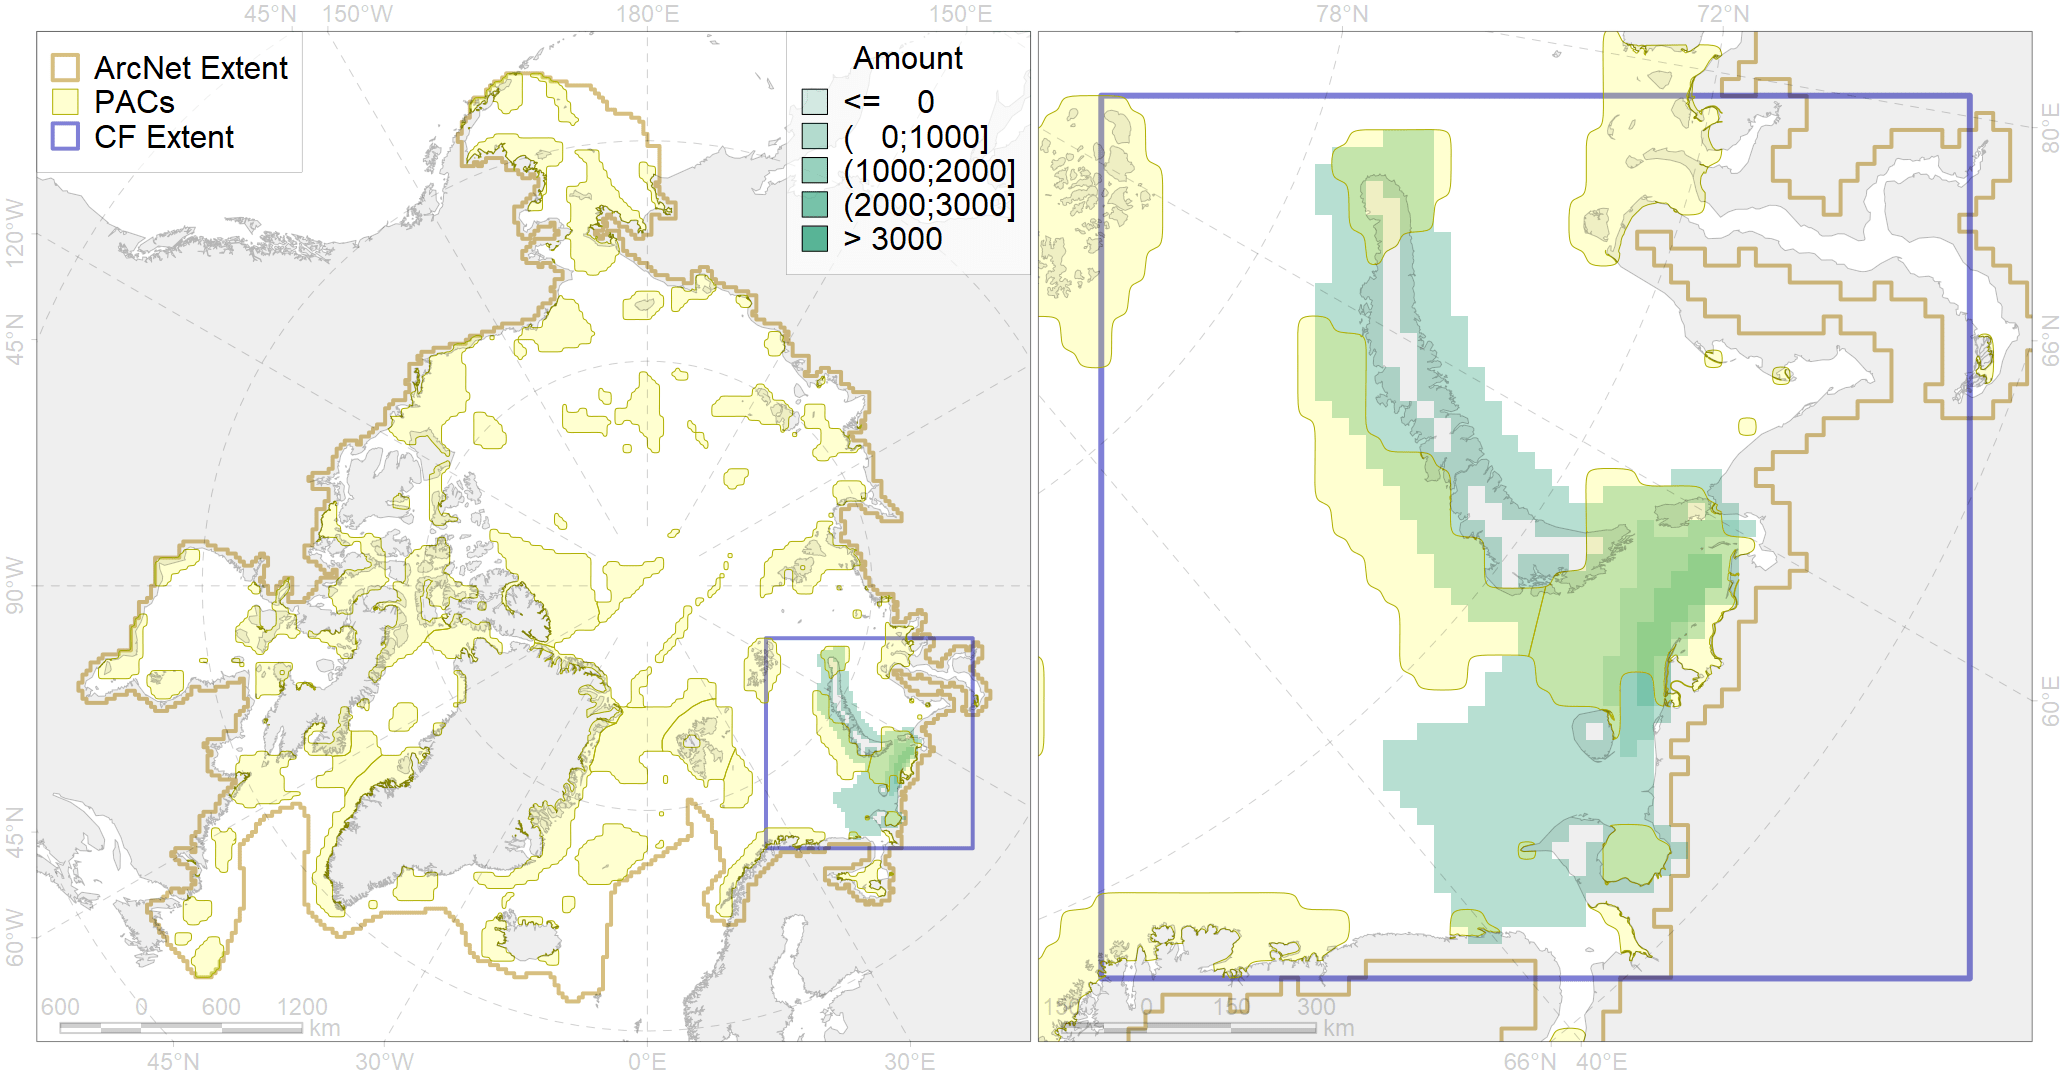 45°N 150°W 180°E 150°E 78°N 72°N
ArcNet Extent
PACs
CF Extent
Amount
<= 0
( 0;1000]
(1000;2000]
(2000;3000]
> 3000
120°W
45°N
90°W
45°N
60°W
80°E
66°N
60°E
600 0 600 1200
km
0 150 300
km
45°N 30°W 0°E 30°E 66°N 40°E